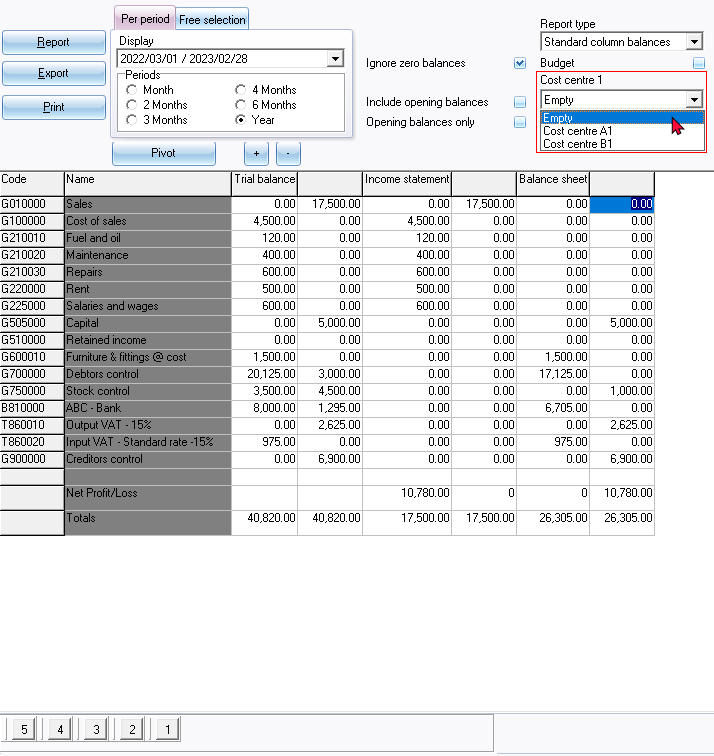 Per period Free selection
Report
Export
Print
Display
2022/03/01 / 2023/02/28
Periods
Month 4 Months
2 Months 6 Months
3 Months Year
Pivot + -
Ignore zero balances
Include opening balances
Opening balances only
Report type
Standard column balances
Budget
Cost centre 1
Empty
Empty
Cost centre A1
Cost centre B1
Code Name Trial balance Income statement Balance sheet
G010000 Sales 0.00 17,500.00 0.00 17,500.00 0.00 0.00
G100000 Cost of sales 4,500.00 0.00 4,500.00 0.00 0.00 0.00
G210010 Fuel and oil 120.00 0.00 120.00 0.00 0.00 0.00
G210020 Maintenance 400.00 0.00 400.00 0.00 0.00 0.00
G210030 Repairs 600.00 0.00 600.00 0.00 0.00 0.00
G220000 Rent 500.00 0.00 500.00 0.00 0.00 0.00
G225000 Salaries and wages 600.00 0.00 600.00 0.00 0.00 0.00
G505000 Capital 0.00 5,000.00 0.00 0.00 0.00 5,000.00
G510000 Retained income 0.00 0.00 0.00 0.00 0.00 0.00
G600010 Furniture & fittings @ cost 1,500.00 0.00 0.00 0.00 1,500.00 0.00
G700000 Debtors control 20,125.00 3,000.00 0.00 0.00 17,125.00 0.00
G750000 Stock control 3,500.00 4,500.00 0.00 0.00 0.00 1,000.00
B810000 ABC - Bank 8,000.00 1,295.00 0.00 0.00 6,705.00 0.00
T860010 Output VAT - 15% 0.00 2,625.00 0.00 0.00 0.00 2,625.00
T860020 Input VAT - Standard rate -15% 975.00 0.00 0.00 0.00 975.00 0.00
G900000 Creditors control 0.00 6,900.00 0.00 0.00 0.00 6,900.00
Net Profit/Loss 10,780.00 0 0 10,780.00
Totals 40,820.00 40,820.00 17,500.00 17,500.00 26,305.00 26,305.00
5 4 3 2 1